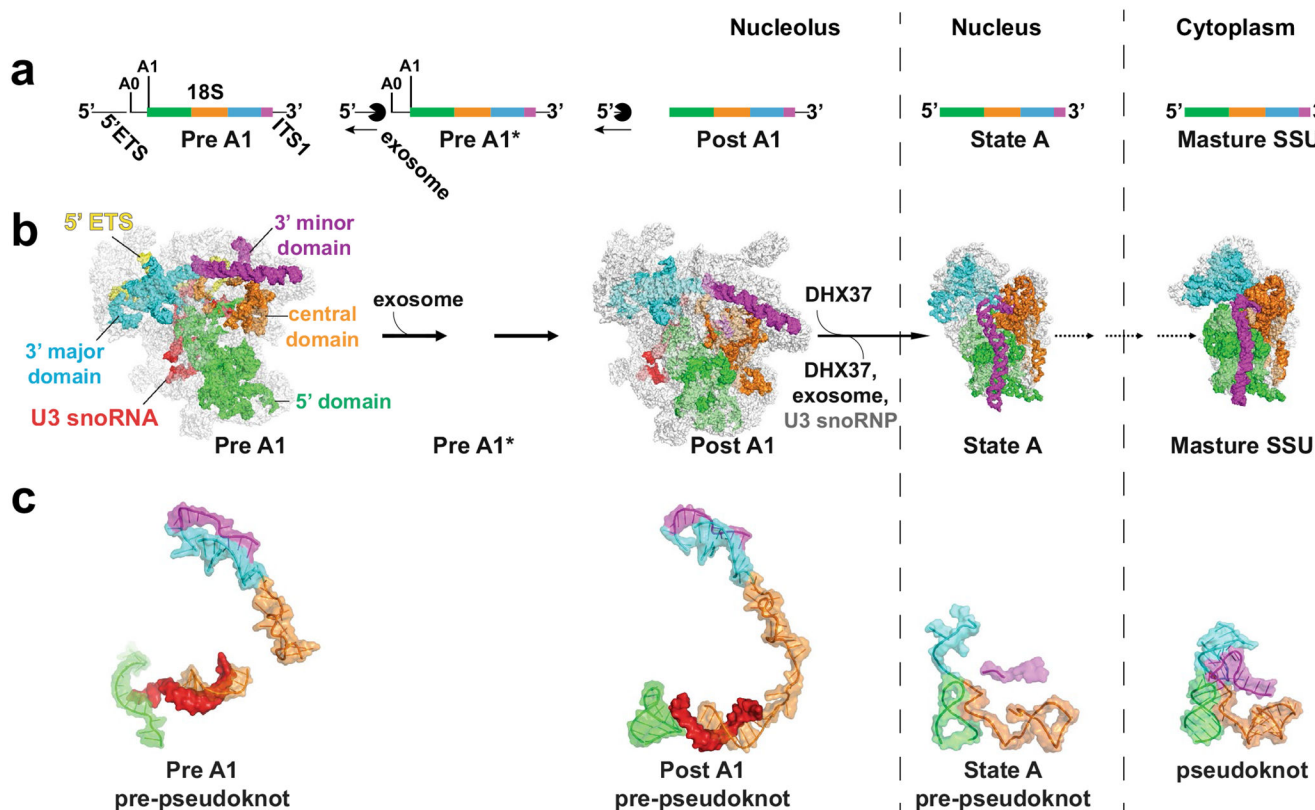 Nucleolus
Nucleus
Cytoplasm
a
5’
A0
A1
18S
3’
5’ETS
Pre A1
ITS1
5’
A0
A1
3’
exosome
Pre A1*
5’
3’
Post A1
5’
3’
State A
5’
3’
Masture SSU
b
5’ ETS
3’ minor
domain
central
domain
3’ major
domain
U3 snoRNA
5’ domain
Pre A1
exosome
Pre A1*
Post A1
DHX37
DHX37,
exosome,
U3 snoRNP
State A
Masture SSU
c
Pre A1
pre-pseudoknot
Post A1
pre-pseudoknot
State A
pre-pseudoknot
pseudoknot